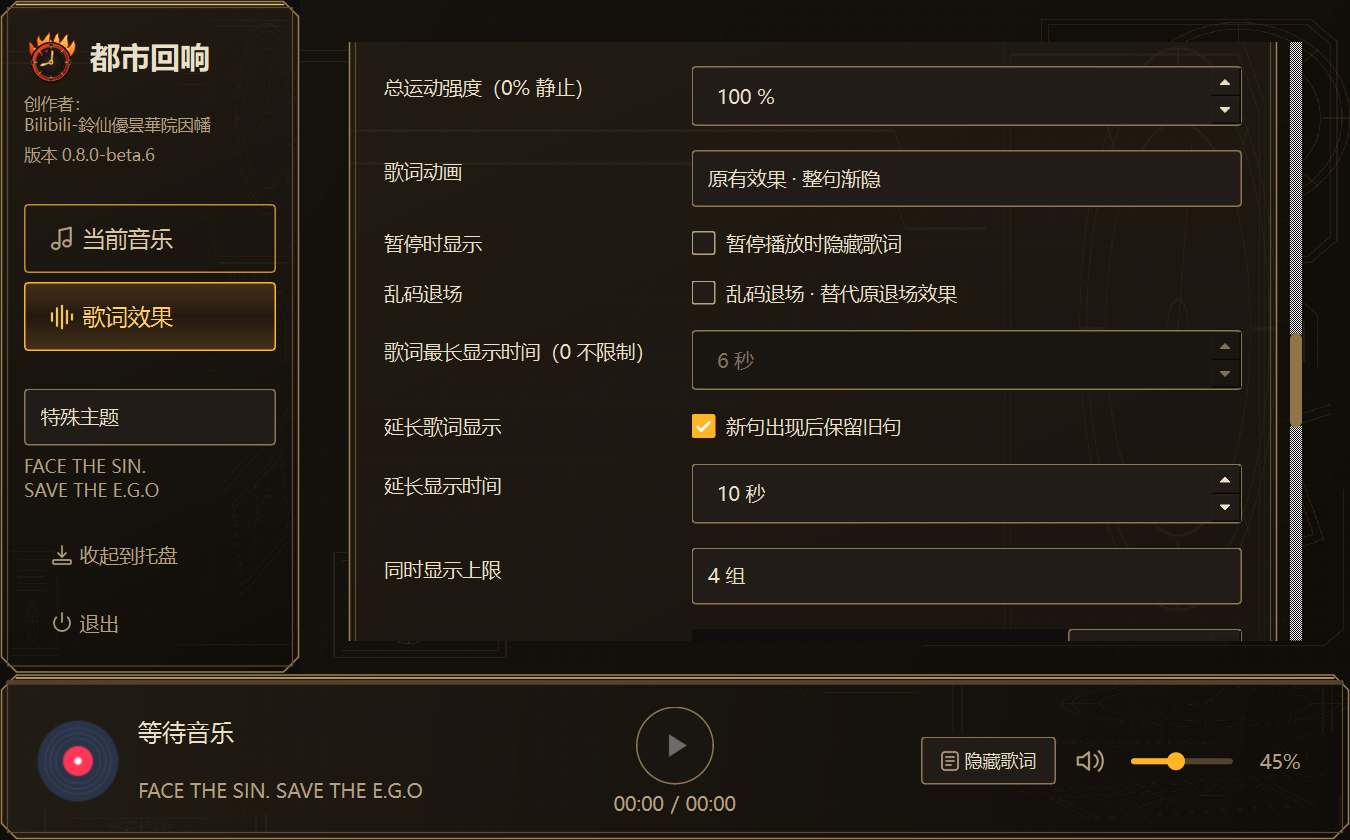 都市回响
创作者：
Bilibili-鈴仙優曇華院因幡
版本 0.8.0-beta.6
当前音乐
歌词效果
特殊主题
FACE THE SIN.
SAVE THE E.G.O
收起到托盘
退出
总运动强度（0% 静止）
100 %
歌词动画
原有效果 · 整句渐隐
暂停时显示
暂停播放时隐藏歌词
乱码退场
乱码退场 · 替代原退场效果
歌词最长显示时间（0 不限制）
6 秒
延长歌词显示
新句出现后保留旧句
延长显示时间
10 秒
同时显示上限
4 组
等待音乐
FACE THE SIN. SAVE THE E.G.O
00:00 / 00:00
隐藏歌词
45%